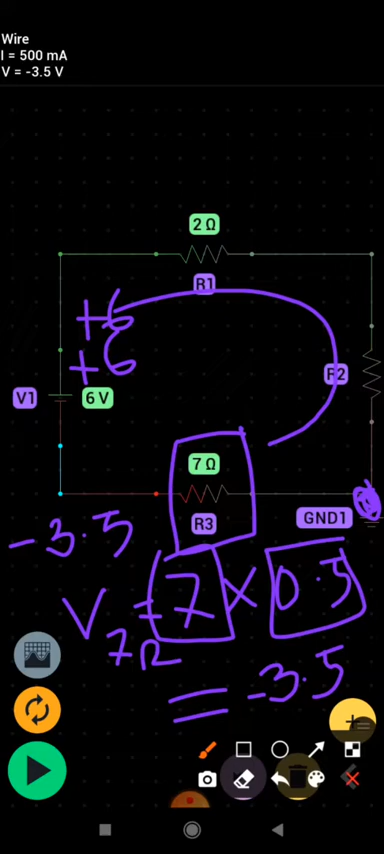 Wire
I = 500 mA
V = -3.5 V
2 Ω
R1
+6
+6
R2
V1
6 V
7 Ω
R3
GND1
-3.5
V7Ω = 7 × 0.5
= -3.5